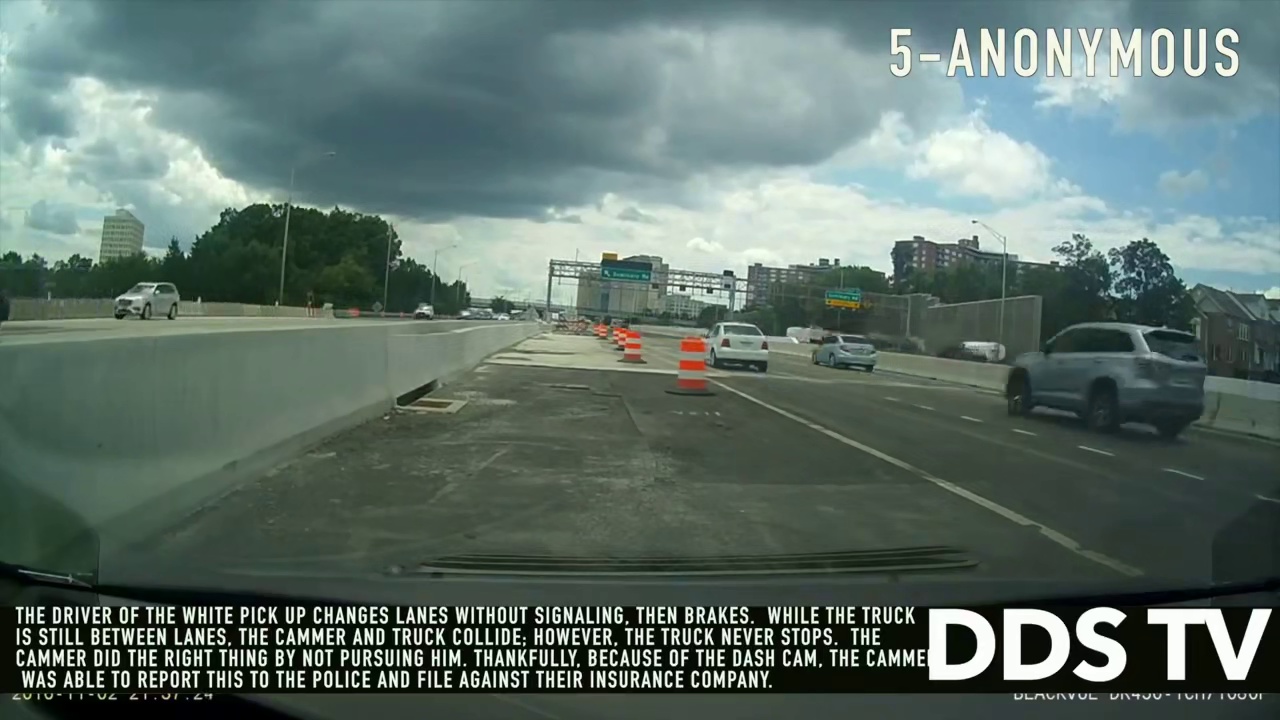 5-ANONYMOUS
Seminary Rd
THE DRIVER OF THE WHITE PICK UP CHANGES LANES WITHOUT SIGNALING, THEN BRAKES. WHILE THE TRUCK
IS STILL BETWEEN LANES, THE CAMMER AND TRUCK COLLIDE; HOWEVER, THE TRUCK NEVER STOPS. THE
CAMMER DID THE RIGHT THING BY NOT PURSUING HIM. THANKFULLY, BECAUSE OF THE DASH CAM, THE CAMME
WAS ABLE TO REPORT THIS TO THE POLICE AND FILE AGAINST THEIR INSURANCE COMPANY.
DDS TV